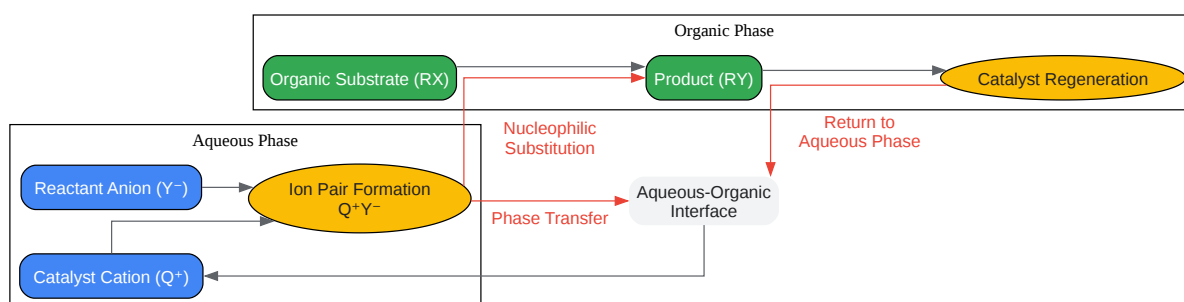 Organic Phase
Organic Substrate (RX)
Product (RY)
Catalyst Regeneration
Nucleophilic
Substitution
Return to
Aqueous Phase
Aqueous Phase
Reactant Anion (Y⁻)
Ion Pair Formation
Q⁺Y⁻
Phase Transfer
Aqueous-Organic
Interface
Catalyst Cation (Q⁺)